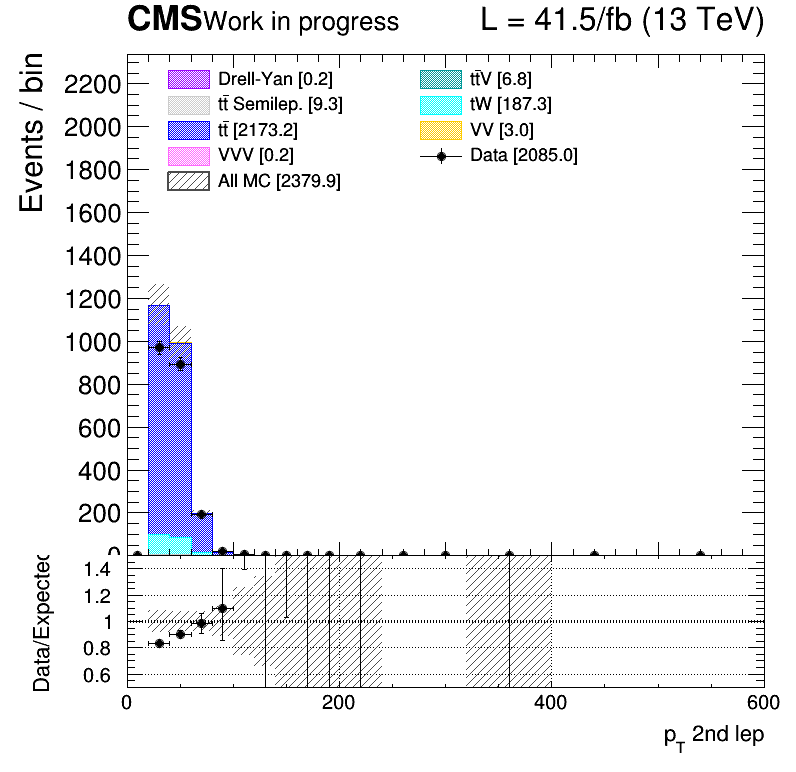 CMS Work in progress L = 41.5/fb (13 TeV)
Events / bin
2200
2000
1800
1600
1400
1200
1000
800
600
400
200
0
Drell-Yan [0.2]
tt̄ Semilep. [9.3]
tt̄ [2173.2]
VVV [0.2]
All MC [2379.9]
tt̄V [6.8]
tW [187.3]
VV [3.0]
Data [2085.0]
Data/Expected
1.4
1.2
1
0.8
0.6
0 200 400 600
p_T 2nd lep